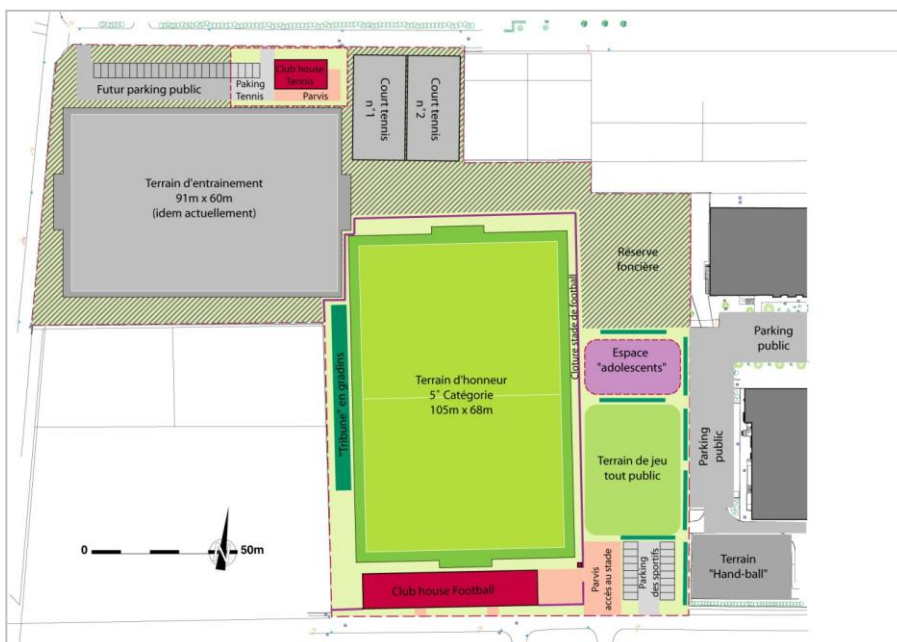 Futur parking public
Paking
Tennis
Club house
Tennis
Parvis
Court tennis
n°1
Court tennis
n°2
Terrain d'entrainement
91m x 60m
(idem actuellement)
Réserve
foncière
Cloture stade de football
Parking
public
Espace
"adolescents"
"Tribune" en gradins
Terrain d'honneur
5° Catégorie
105m x 68m
Terrain de jeu
tout public
Parking
public
0
50m
N
Club house Football
Parvis
accès au stade
Parking
des sportifs
Terrain
"Hand-ball"